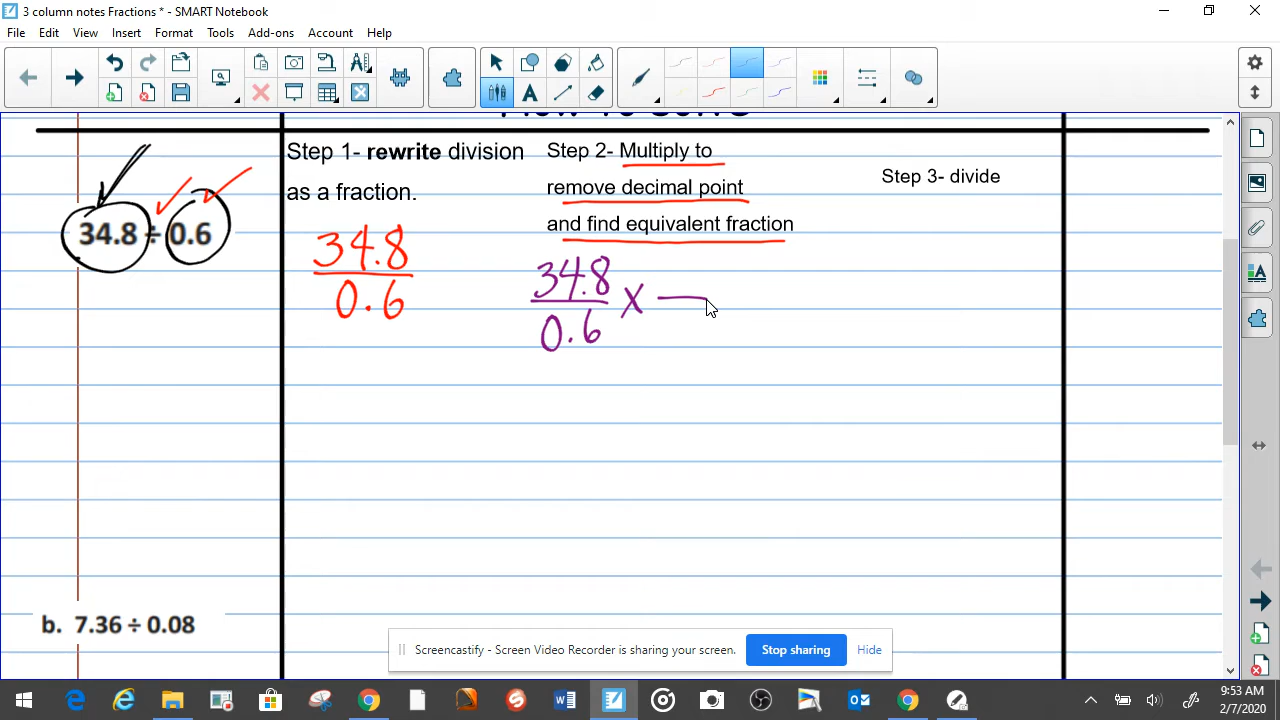 3 column notes Fractions * - SMART Notebook
File Edit View Insert Format Tools Add-ons Account Help
Step 1- rewrite division
as a fraction.
Step 2- Multiply to
remove decimal point
and find equivalent fraction
Step 3- divide
34.8 ÷ 0.6
34.8
0.6
34.8
0.6
X
b. 7.36 ÷ 0.08
Screencastify - Screen Video Recorder is sharing your screen. Stop sharing Hide
9:53 AM
2/7/2020